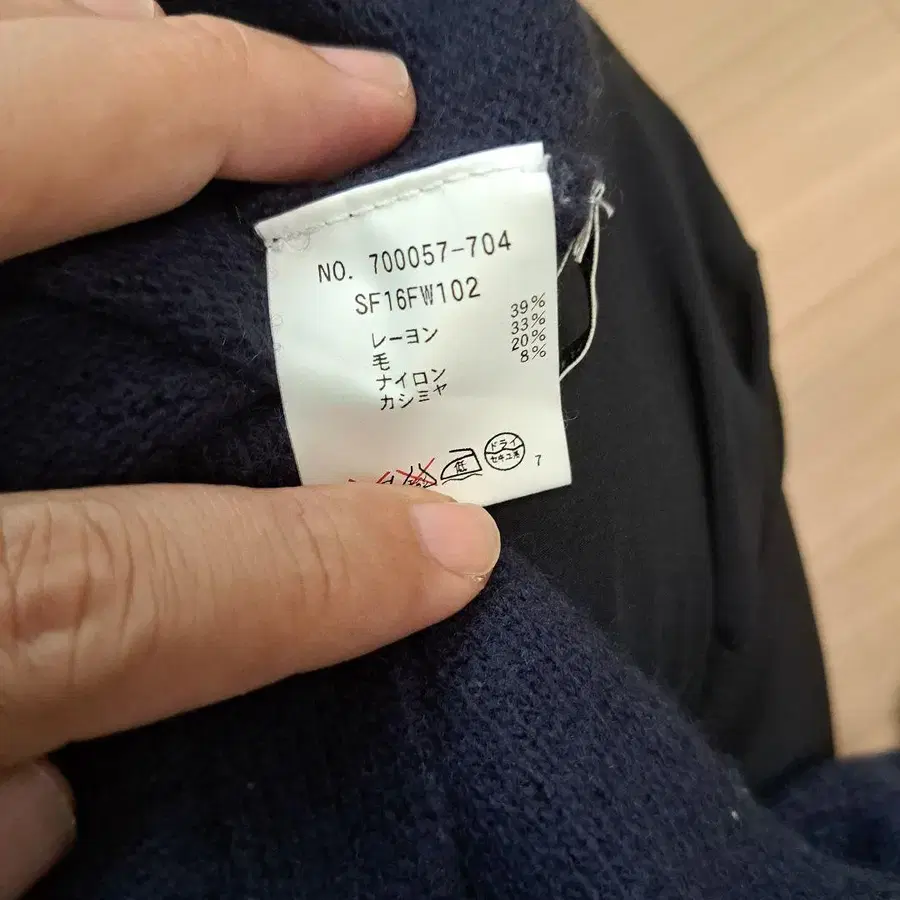 NO. 700057-704
SF16FW102
レーヨン 39%
毛 33%
ナイロン 20%
カシミヤ 8%
低
ドライ
セキユ系
7